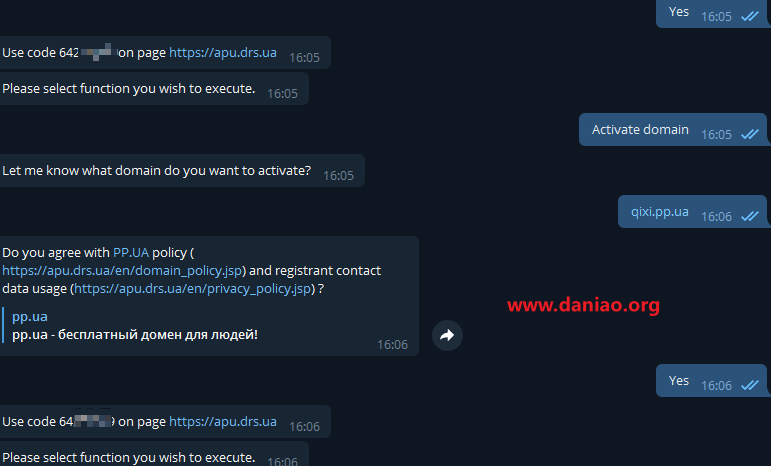 Yes 16:05
Use code 642 on page https://apu.drs.ua 16:05
Please select function you wish to execute. 16:05
Activate domain 16:05
Let me know what domain do you want to activate? 16:05
qixi.pp.ua 16:06
Do you agree with PP.UA policy (
https://apu.drs.ua/en/domain_policy.jsp) and registrant contact
data usage (https://apu.drs.ua/en/privacy_policy.jsp) ?
pp.ua
pp.ua - бесплатный домен для людей!
16:06
www.daniao.org
Yes 16:06
Use code 64 9 on page https://apu.drs.ua 16:06
Please select function you wish to execute. 16:06